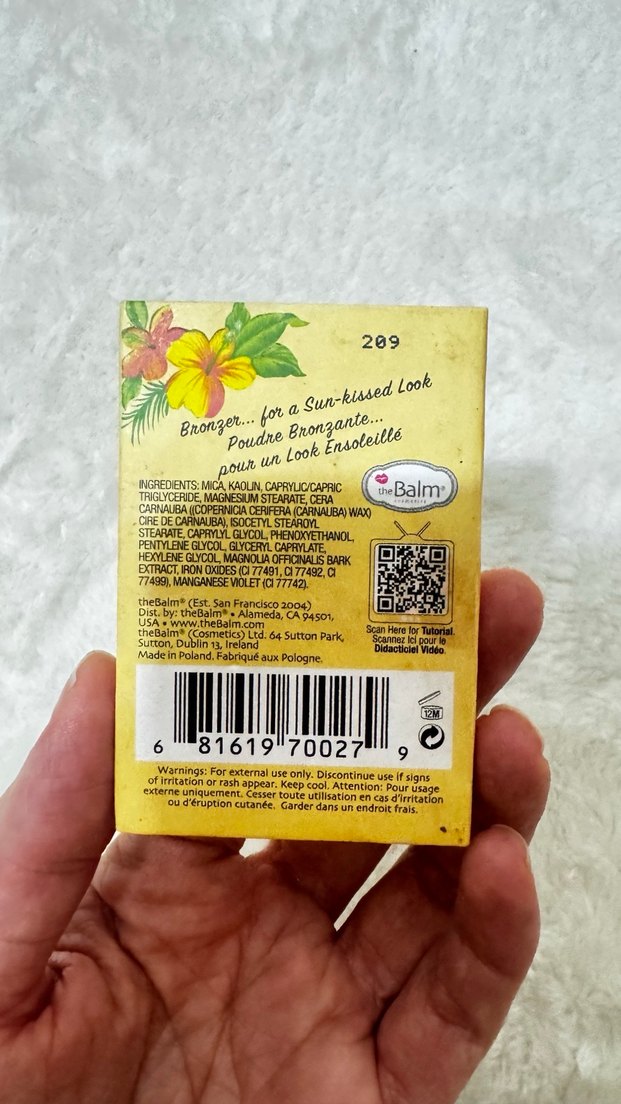 209
Bronzer... for a Sun-kissed Look
Poudre Bronzante...
pour un Look Ensoleillé
INGREDIENTS: MICA, KAOLIN, CAPRYLIC/CAPRIC
TRIGLYCERIDE, MAGNESIUM STEARATE, CERA
CARNAUBA ((COPERNICIA CERIFERA (CARNAUBA) WAX)
CIRE DE CARNAUBA), ISOCETYL STEAROYL
STEARATE, CAPRYLYL GLYCOL, PHENOXYETHANOL,
PENTYLENE GLYCOL, GLYCERYL CAPRYLATE,
HEXYLENE GLYCOL, MAGNOLIA OFFICINALIS BARK
EXTRACT, IRON OXIDES (CI 77491, CI 77492, CI
77499), MANGANESE VIOLET (CI 77742).
theBalm®
cosmetics
theBalm® (Est. San Francisco 2004)
Dist. by: theBalm® • Alameda, CA 94501,
USA • www.theBalm.com
theBalm® (Cosmetics) Ltd. 64 Sutton Park,
Sutton, Dublin 13, Ireland
Made in Poland. Fabriqué aux Pologne.
Scan Here for Tutorial.
Scannez Ici pour le
Didacticiel Vidéo.
12M
6 81619 70027 9
Warnings: For external use only. Discontinue use if signs
of irritation or rash appear. Keep cool. Attention: Pour usage
externe uniquement. Cesser toute utilisation en cas d'irritation
ou d'éruption cutanée. Garder dans un endroit frais.